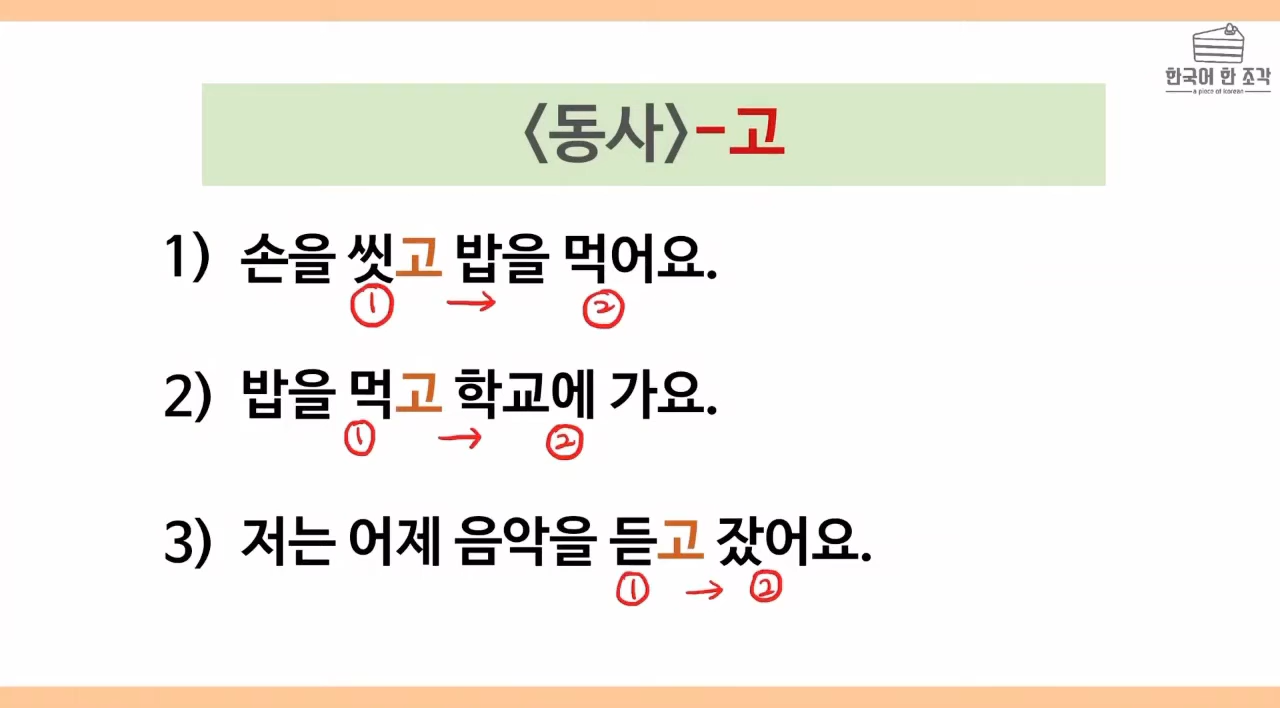 한국어 한 조각
a piece of korean
<동사>-고
1) 손을 씻고 밥을 먹어요.
① → ②
2) 밥을 먹고 학교에 가요.
① → ②
3) 저는 어제 음악을 듣고 잤어요.
① → ②